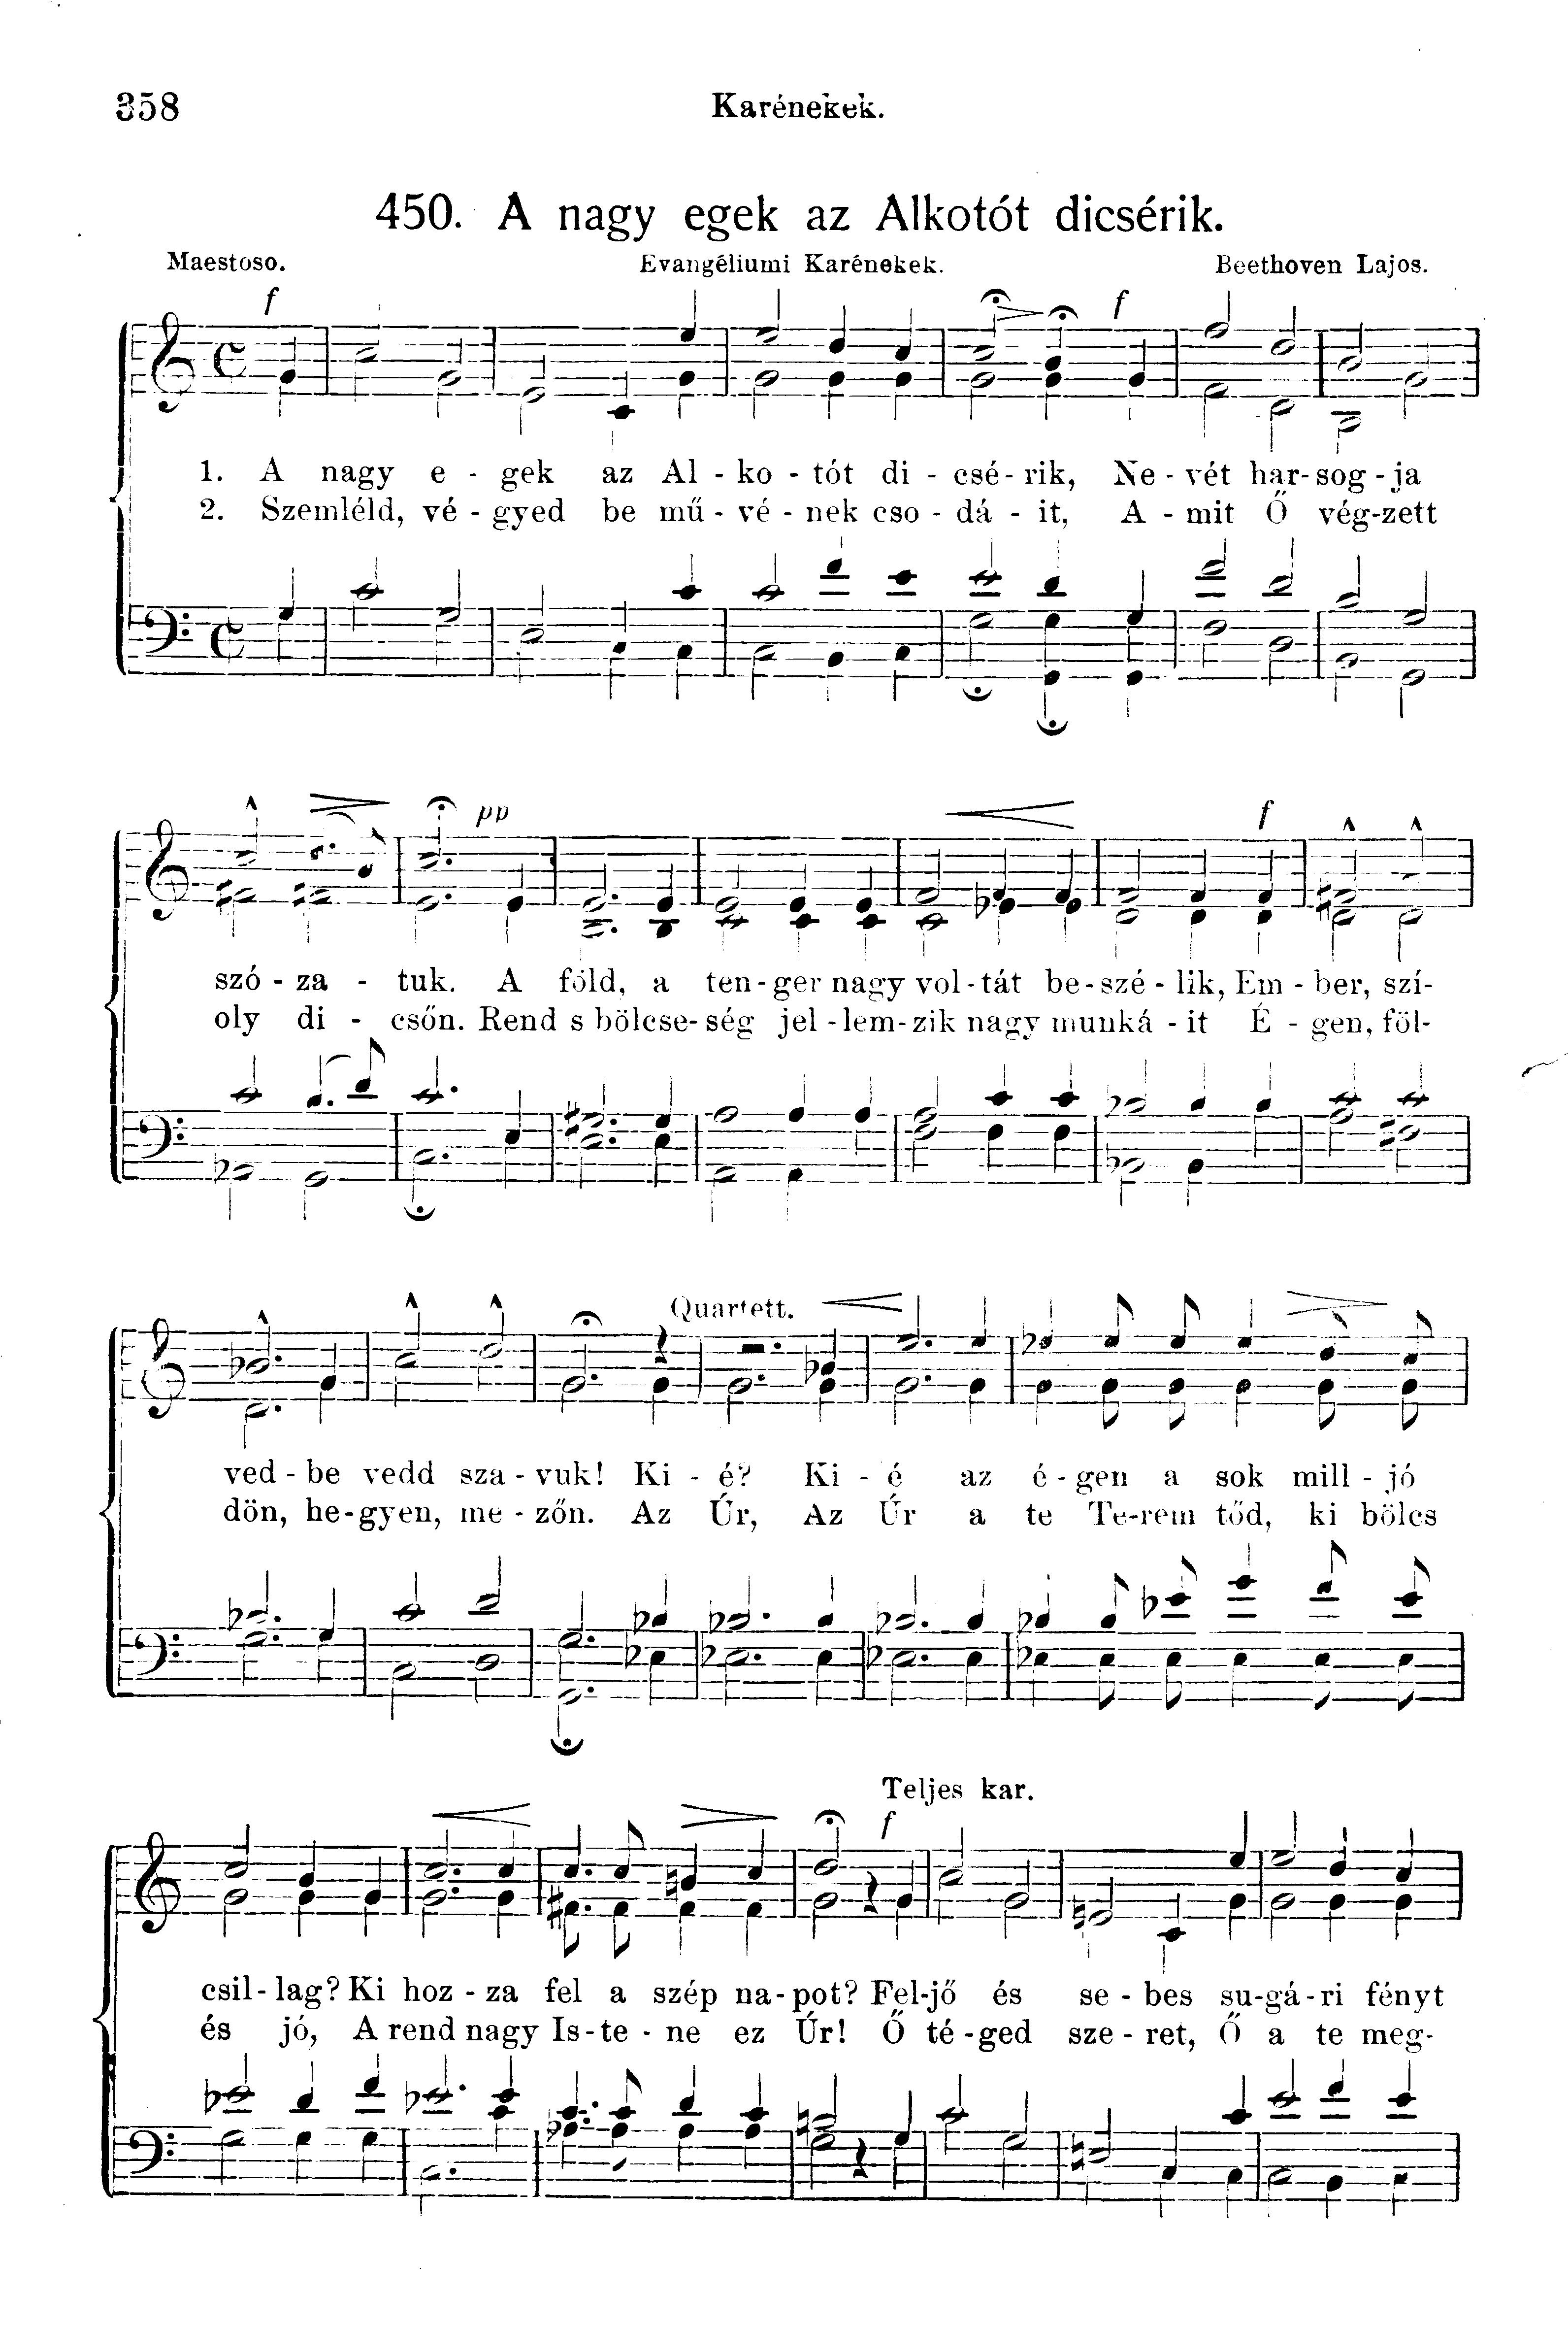 358 Karénekek.
450. A nagy egek az Alkotót dicsérik.
Maestoso. Evangéliumi Karénekek. Beethoven Lajos.
f f
1. A nagy e - gek az Al - ko - tót di - csé - rik, Ne - vét har - sog - ja
2. Szemléld, vé - gyed be mű - vé - nek cso - dá - it, A - mit Ő vég-zett
pp f
szó - za - tuk. A föld, a ten - ger nagy vol - tát be - szé - lik, Em - ber, szí-
oly di - csőn. Rend s bölcse- ség jel - lem - zik nagy munká - it É - gen, föl-
Quartett.
ved - be vedd sza - vuk! Ki - é? Ki - é az é - gen a sok mill - jó
dön, he - gyen, me - zőn. Az Úr, Az Úr a te Te-rem tőd, ki bölcs
Teljes kar.
f
csil - lag? Ki hoz - za fel a szép na - pot? Fel-jő és se - bes su-gá - ri fényt
és jó, A rend nagy Is - te - ne ez Úr! Ő té - ged sze - ret, Ő a te meg-